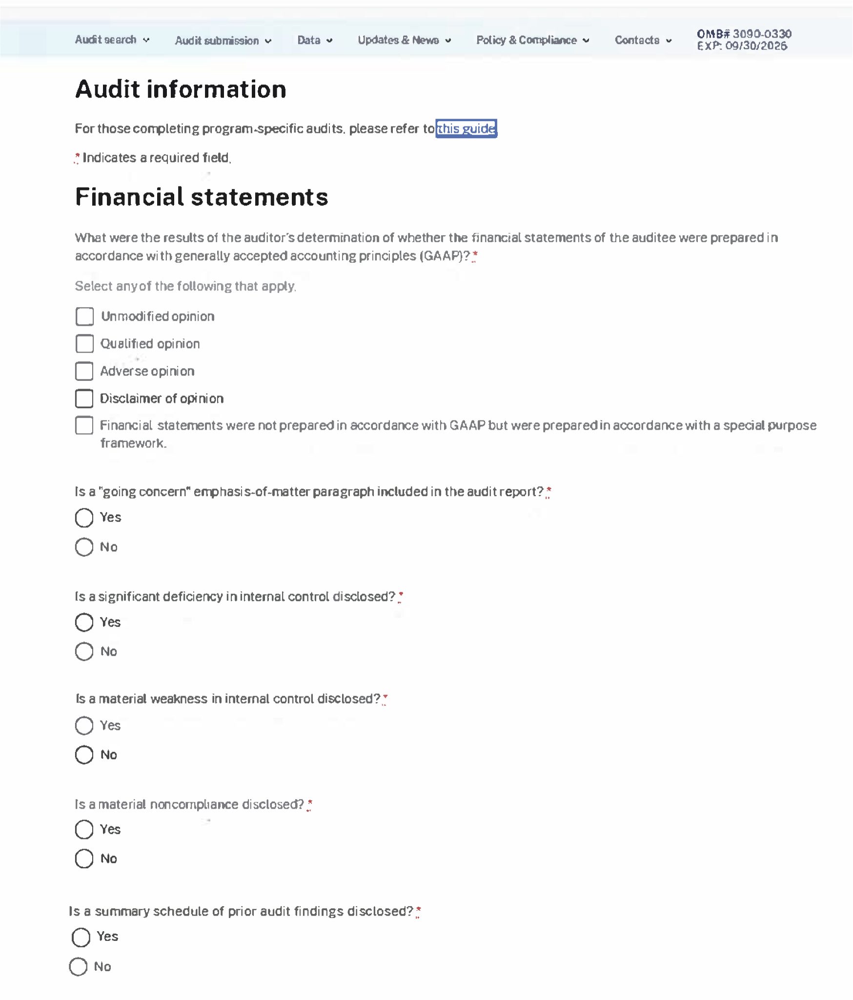 Audit search
Audit submission
Data
Updates & News
Policy & Compliance
Contacts
OMB# 3090-0330
EXP: 09/30/2026
Audit information
For those completing program-specific audits, please refer to this guide
* Indicates a required field.
Financial statements
What were the results of the auditor's determination of whether the financial statements of the auditee were prepared in
accordance with generally accepted accounting principles (GAAP)? *
Select any of the following that apply.
Unmodified opinion
Qualified opinion
Adverse opinion
Disclaimer of opinion
Financial statements were not prepared in accordance with GAAP but were prepared in accordance with a special purpose
framework.
Is a "going concern" emphasis-of-matter paragraph included in the audit report? *
Yes
No
Is a significant deficiency in internal control disclosed? *
Yes
No
Is a material weakness in internal control disclosed? *
Yes
No
Is a material noncompliance disclosed? *
Yes
No
Is a summary schedule of prior audit findings disclosed? *
Yes
No